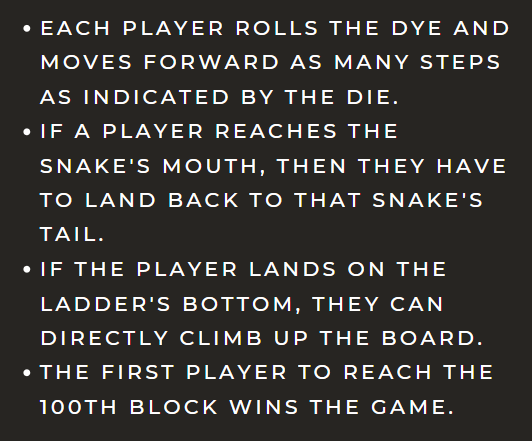 • EACH PLAYER ROLLS THE DYE AND
MOVES FORWARD AS MANY STEPS
AS INDICATED BY THE DIE.
• IF A PLAYER REACHES THE
SNAKE'S MOUTH, THEN THEY HAVE
TO LAND BACK TO THAT SNAKE'S
TAIL.
• IF THE PLAYER LANDS ON THE
LADDER'S BOTTOM, THEY CAN
DIRECTLY CLIMB UP THE BOARD.
• THE FIRST PLAYER TO REACH THE
100TH BLOCK WINS THE GAME.